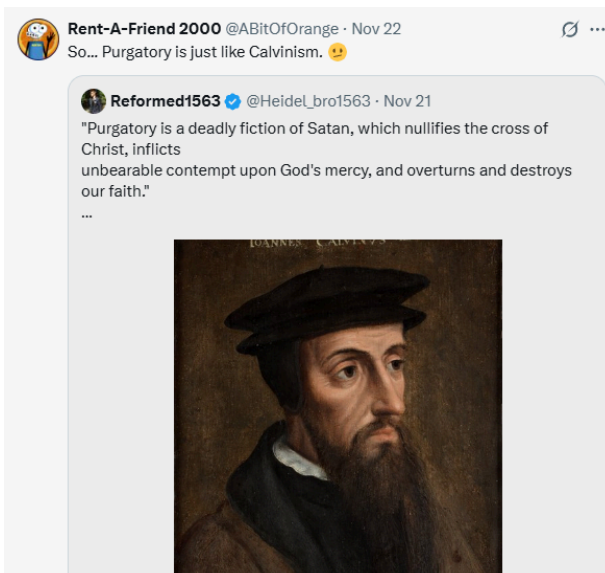 Rent-A-Friend 2000 @ABitOfOrange · Nov 22
So... Purgatory is just like Calvinism. 🫤
Reformed1563 @Heidel_bro1563 · Nov 21
"Purgatory is a deadly fiction of Satan, which nullifies the cross of
Christ, inflicts
unbearable contempt upon God's mercy, and overturns and destroys
our faith."
...
IOANNES CALVINVS